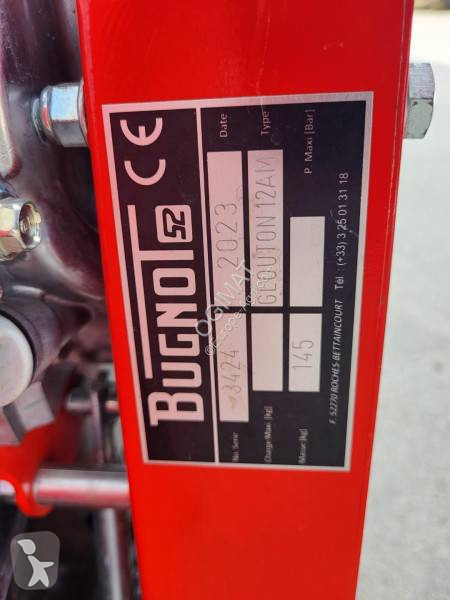 BUGNOT 52 CE
No. Serie 3424 Date 2023
Charge Maxi [kg] Type GLOUTON 12AM
Masse [kg] 145 P. Maxi [Bar]
F. 52270 ROCHES BETTAINCOURT Tél. : (+33) 3 25 01 31 18
OGIMAT